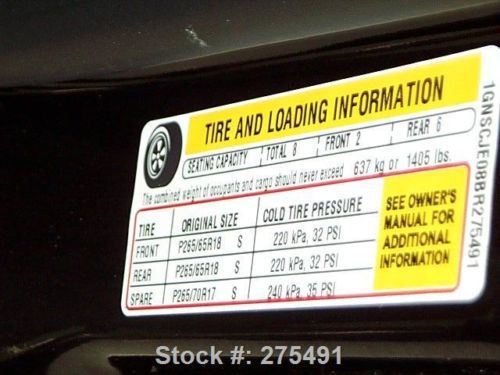 TIRE AND LOADING INFORMATION
SEATING CAPACITY TOTAL 8 FRONT 2 REAR 6
The combined weight of occupants and cargo should never exceed 637 kg or 1405 lbs.
TIRE ORIGINAL SIZE COLD TIRE PRESSURE
FRONT P265/65R18 S 220 kPa, 32 PSI
REAR P265/65R18 S 220 kPa, 32 PSI
SPARE P265/70R17 S 240 kPa, 35 PSI
SEE OWNER'S
MANUAL FOR
ADDITIONAL
INFORMATION
1GNSCJE08BR275491
Stock #: 275491